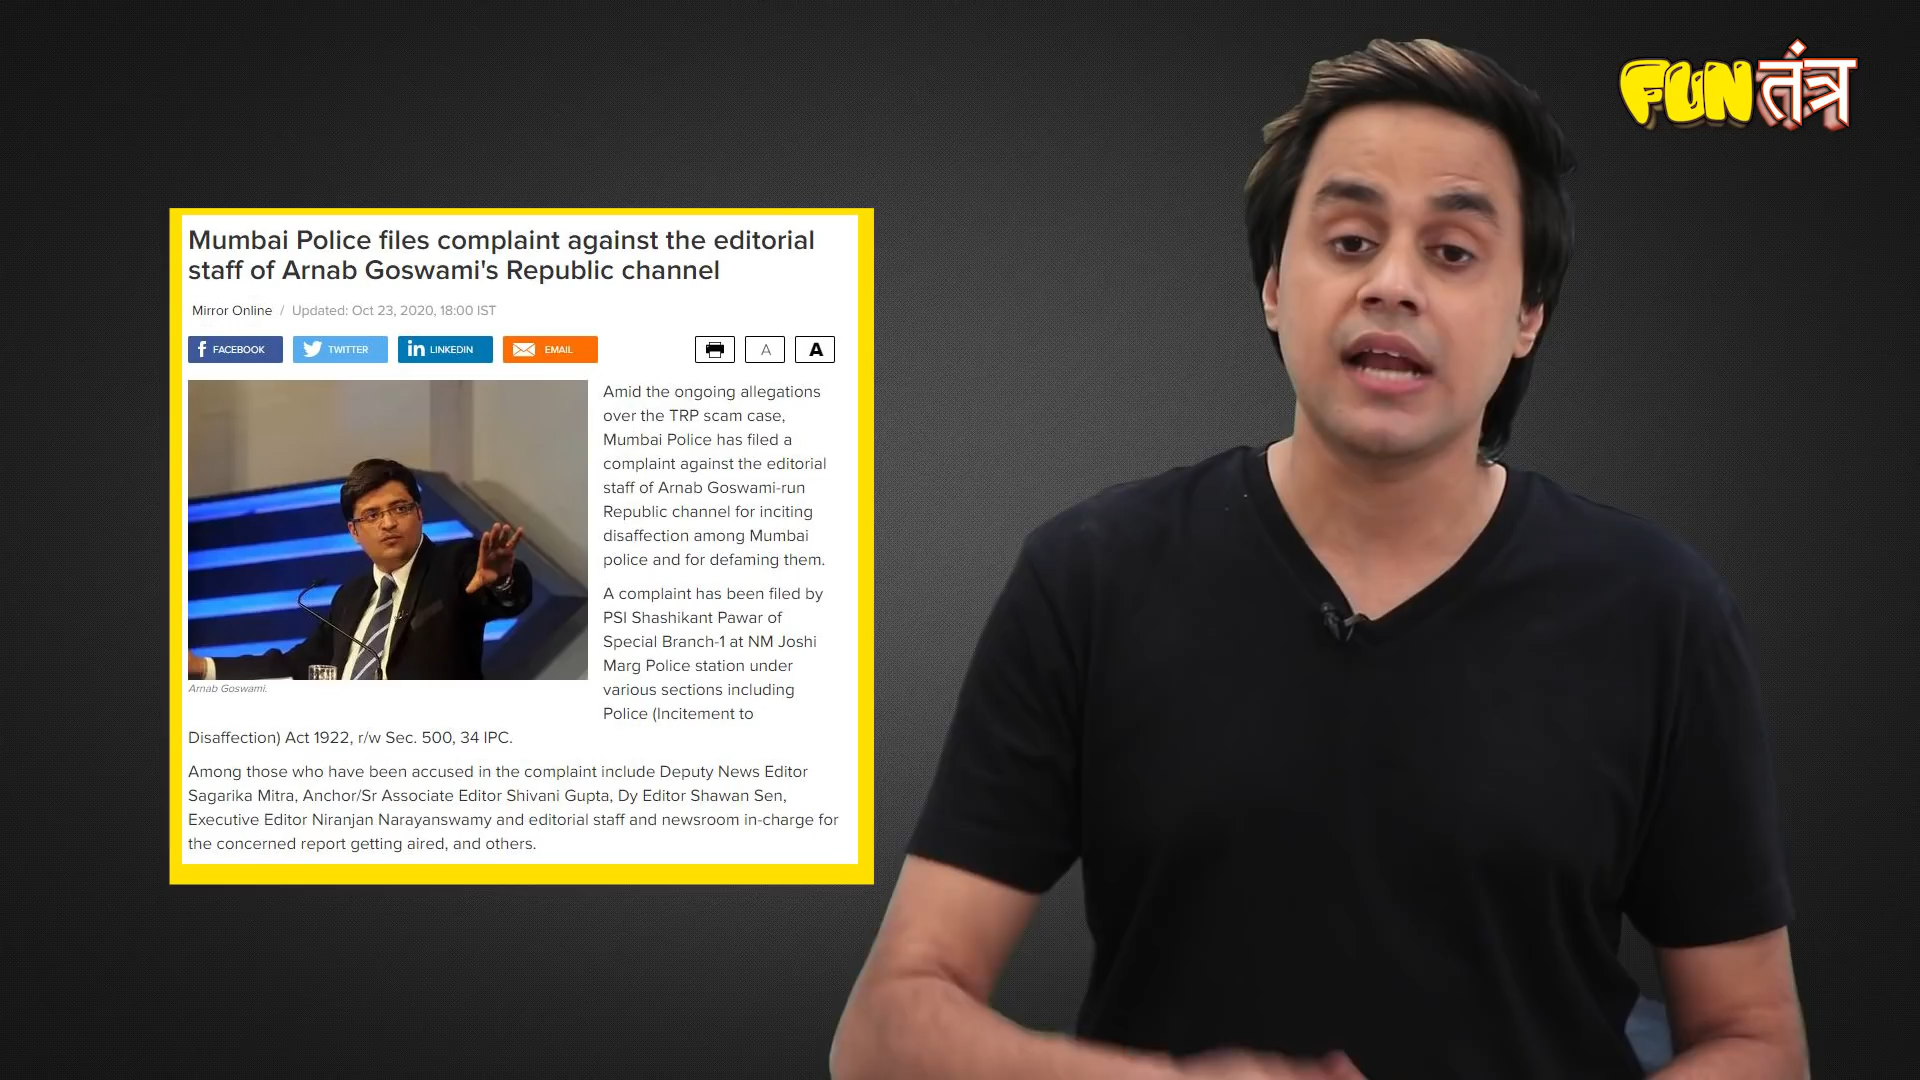 FUN तंत्र
Mumbai Police files complaint against the editorial
staff of Arnab Goswami's Republic channel
Mirror Online / Updated: Oct 23, 2020, 18:00 IST
f FACEBOOK TWITTER in LINKEDIN EMAIL A A
Amid the ongoing allegations
over the TRP scam case,
Mumbai Police has filed a
complaint against the editorial
staff of Arnab Goswami-run
Republic channel for inciting
disaffection among Mumbai
police and for defaming them.
A complaint has been filed by
PSI Shashikant Pawar of
Special Branch-1 at NM Joshi
Marg Police station under
various sections including
Police (Incitement to
Arnab Goswami.
Disaffection) Act 1922, r/w Sec. 500, 34 IPC.
Among those who have been accused in the complaint include Deputy News Editor
Sagarika Mitra, Anchor/Sr Associate Editor Shivani Gupta, Dy Editor Shawan Sen,
Executive Editor Niranjan Narayanswamy and editorial staff and newsroom in-charge for
the concerned report getting aired, and others.